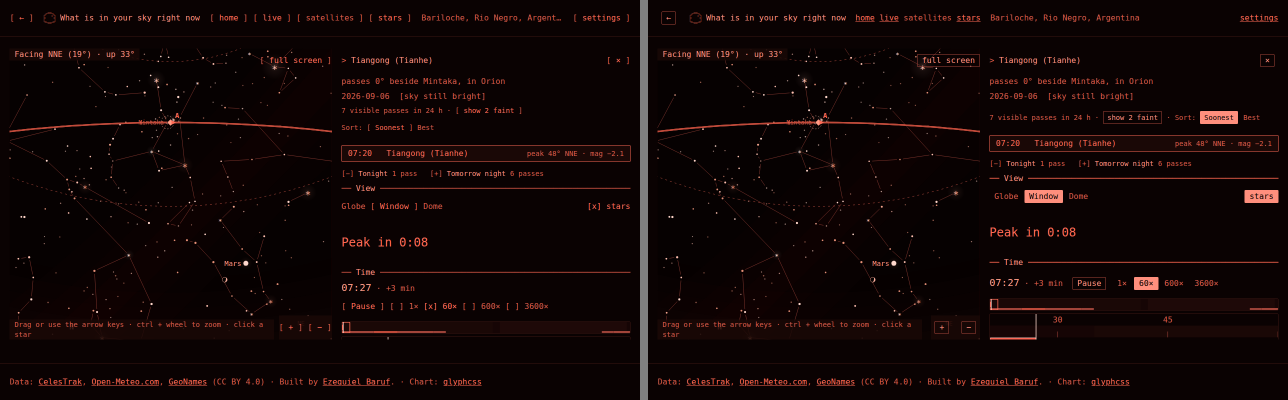 [ ← ] What is in your sky right now [ home ] [ live ] [ satellites ] [ stars ] Bariloche, Río Negro, Argent… [ settings ]
Facing NNE (19°) · up 33°
[ full screen ]
> Tiangong (Tianhe) [ × ]
passes 0° beside Mintaka, in Orion
2026-09-06 [sky still bright]
7 visible passes in 24 h · [ show 2 faint ]
Sort: [ Soonest ] Best
07:20 Tiangong (Tianhe) peak 48° NNE · mag −2.1
[−] Tonight 1 pass [+] Tomorrow night 6 passes
View
Globe [ Window ] Dome [x] stars
Peak in 0:08
Mars
Time
07:27 · +3 min
[ Pause ] [ ] 1× [x] 60× [ ] 600× [ ] 3600×
Drag or use the arrow keys · ctrl + wheel to zoom · click a
star
[ + ] [ − ]
Data: CelesTrak, Open-Meteo.com, GeoNames (CC BY 4.0) · Built by Ezequiel Baruf. · Chart: glyphcss
← What is in your sky right now home live satellites stars Bariloche, Río Negro, Argentina settings
Facing NNE (19°) · up 33°
full screen
> Tiangong (Tianhe) ×
passes 0° beside Mintaka, in Orion
2026-09-06 [sky still bright]
7 visible passes in 24 h · show 2 faint · Sort: Soonest Best
07:20 Tiangong (Tianhe) peak 48° NNE · mag −2.1
[−] Tonight 1 pass [+] Tomorrow night 6 passes
View
Globe Window Dome stars
Peak in 0:08
Mars
Time
07:27 · +3 min Pause 1× 60× 600× 3600×
30 45
Drag or use the arrow keys · ctrl + wheel to zoom · click a
star
+ −
Data: CelesTrak, Open-Meteo.com, GeoNames (CC BY 4.0) · Built by Ezequiel Baruf. · Chart: glyphcss